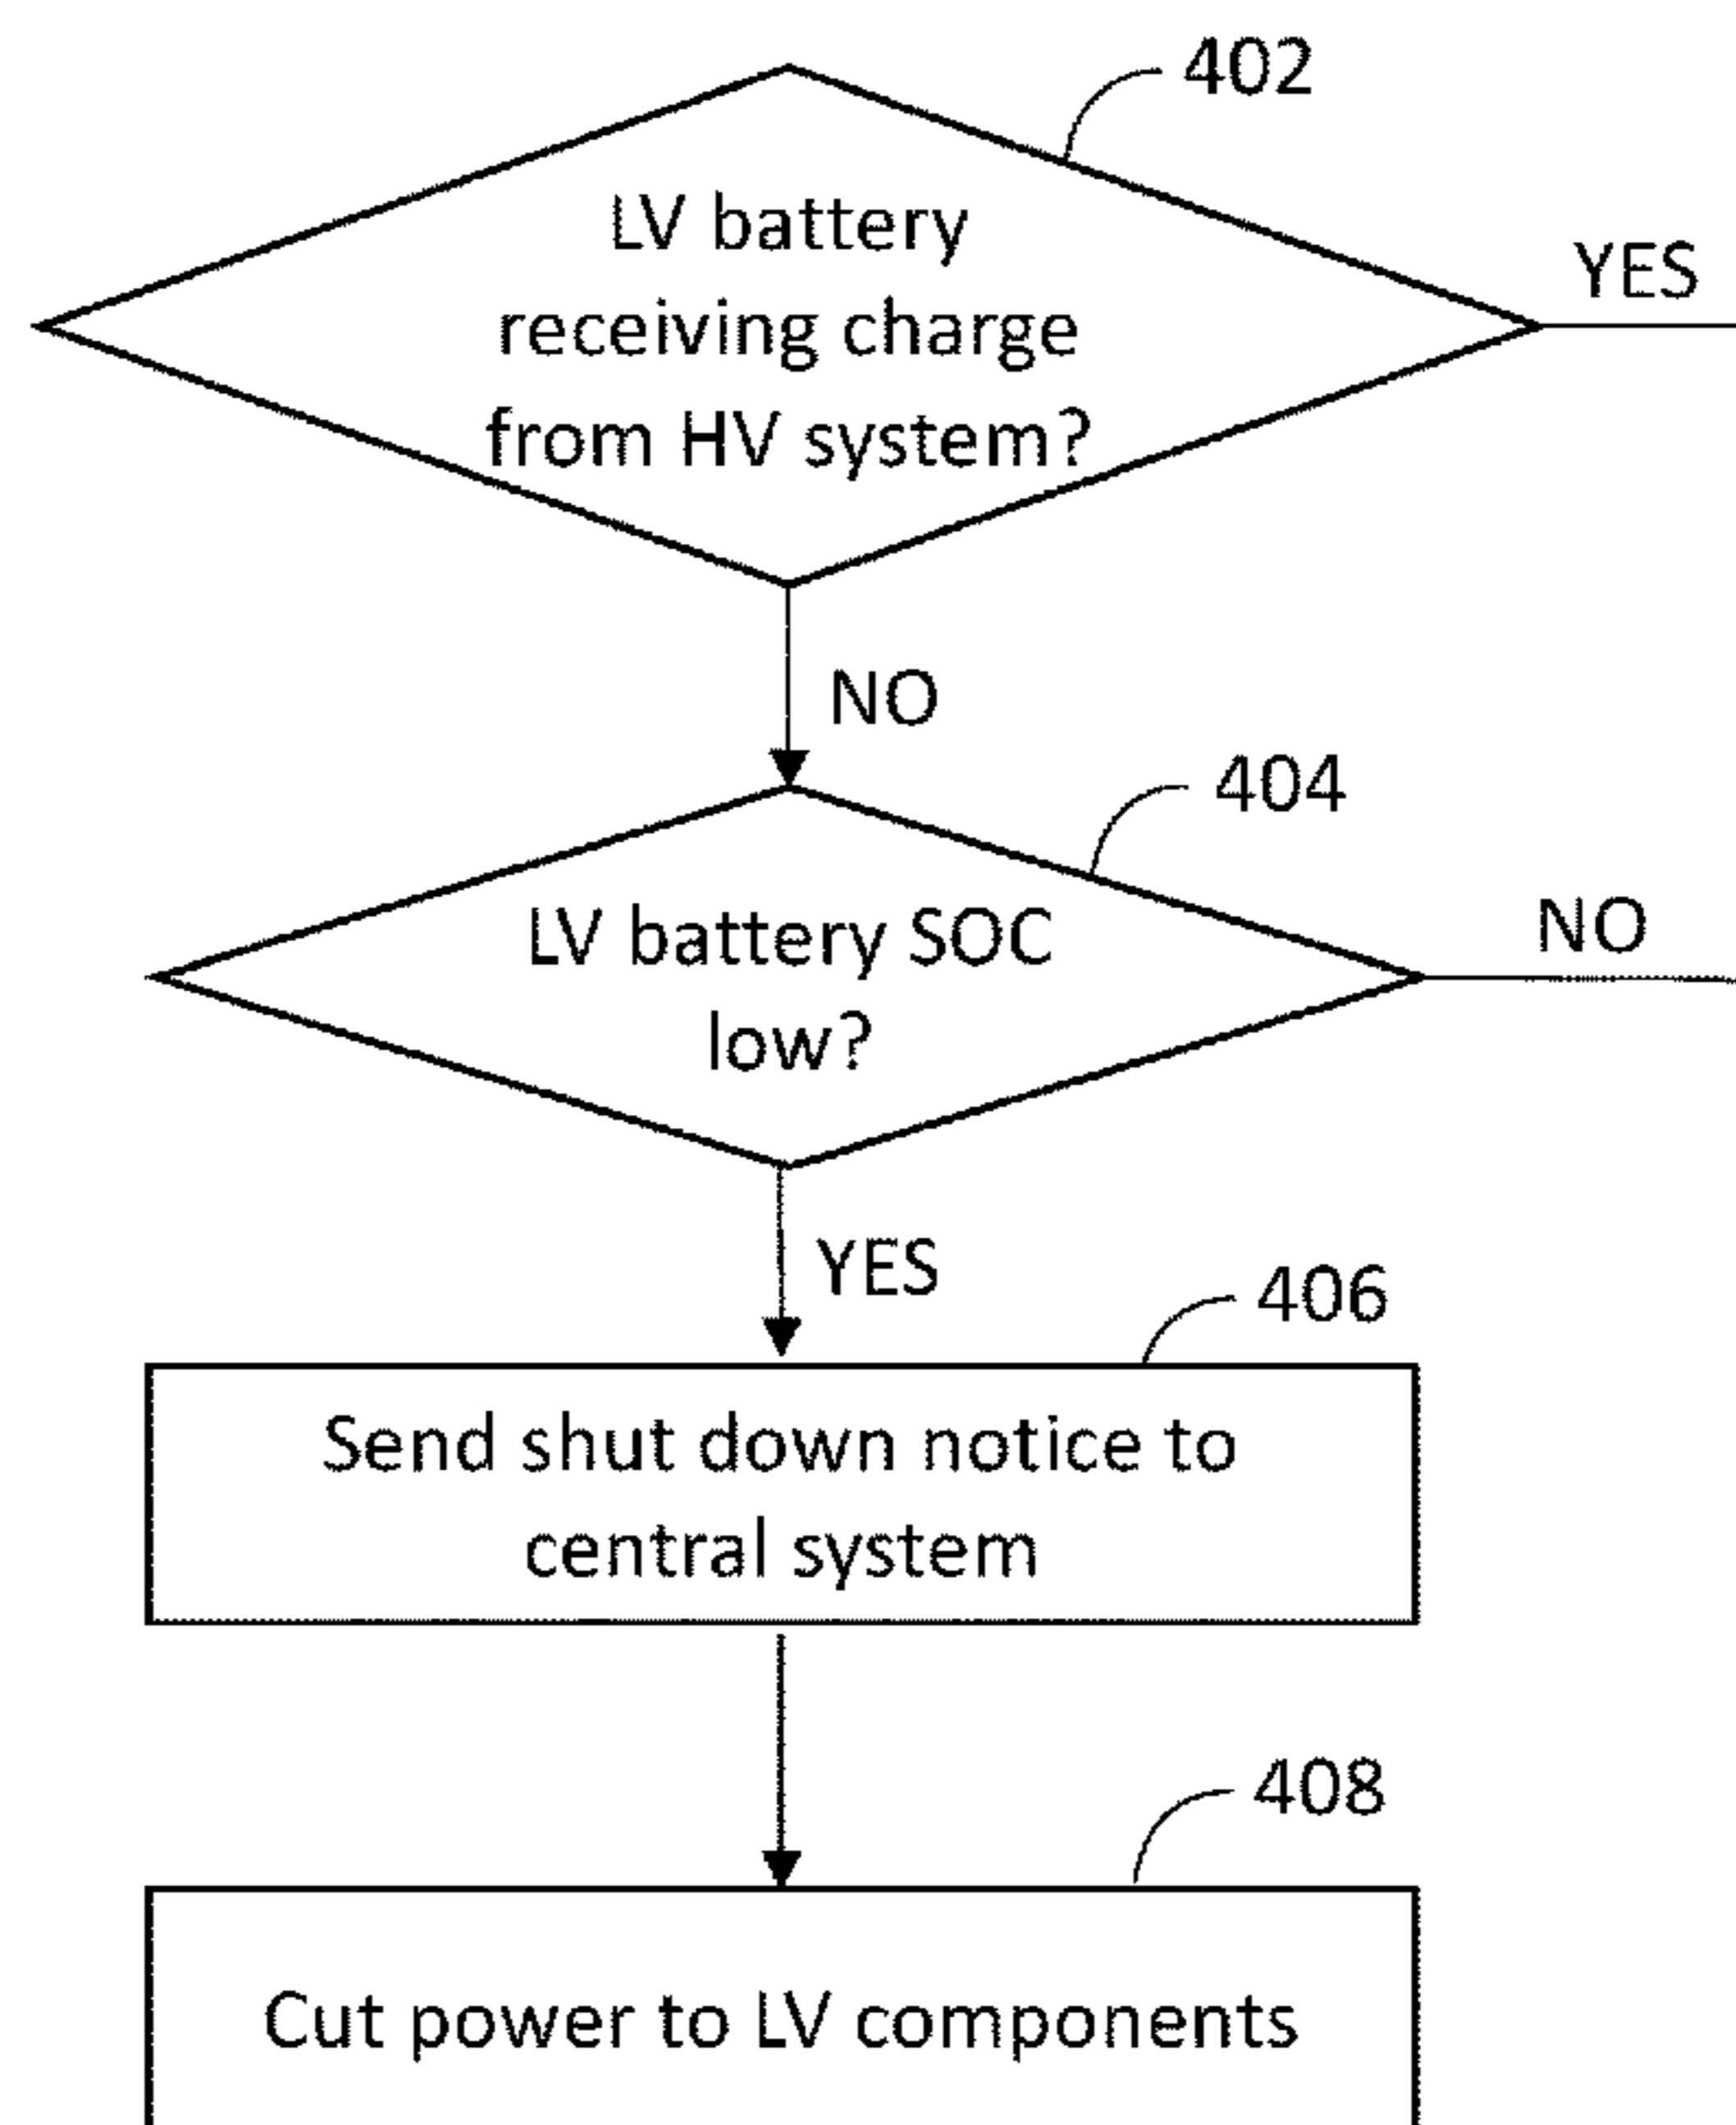 402
LV battery
receiving charge
from HV system?
YES
NO
404
LV battery SOC
low?
NO
YES
406
Send shut down notice to
central system
408
Cut power to LV components